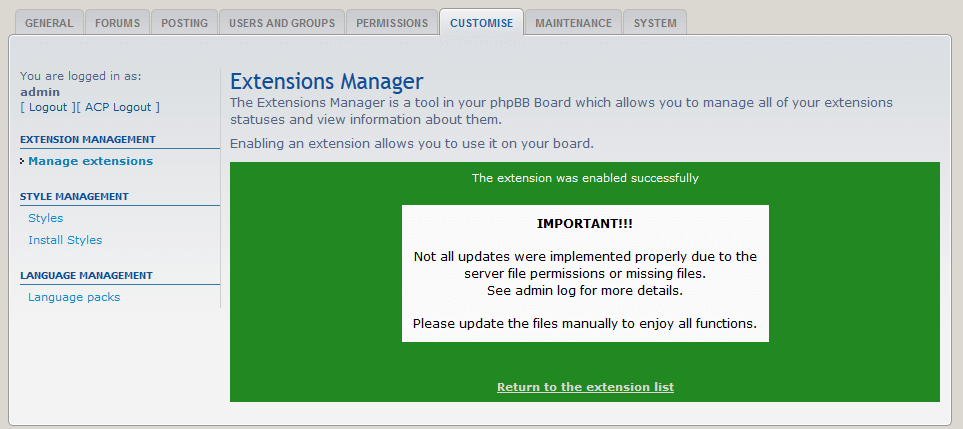 GENERAL FORUMS POSTING USERS AND GROUPS PERMISSIONS CUSTOMISE MAINTENANCE SYSTEM
You are logged in as:
admin
[ Logout ][ ACP Logout ]
EXTENSION MANAGEMENT
Manage extensions
STYLE MANAGEMENT
Styles
Install Styles
LANGUAGE MANAGEMENT
Language packs
Extensions Manager
The Extensions Manager is a tool in your phpBB Board which allows you to manage all of your extensions
statuses and view information about them.
Enabling an extension allows you to use it on your board.
The extension was enabled successfully
IMPORTANT!!!
Not all updates were implemented properly due to the
server file permissions or missing files.
See admin log for more details.
Please update the files manually to enjoy all functions.
Return to the extension list